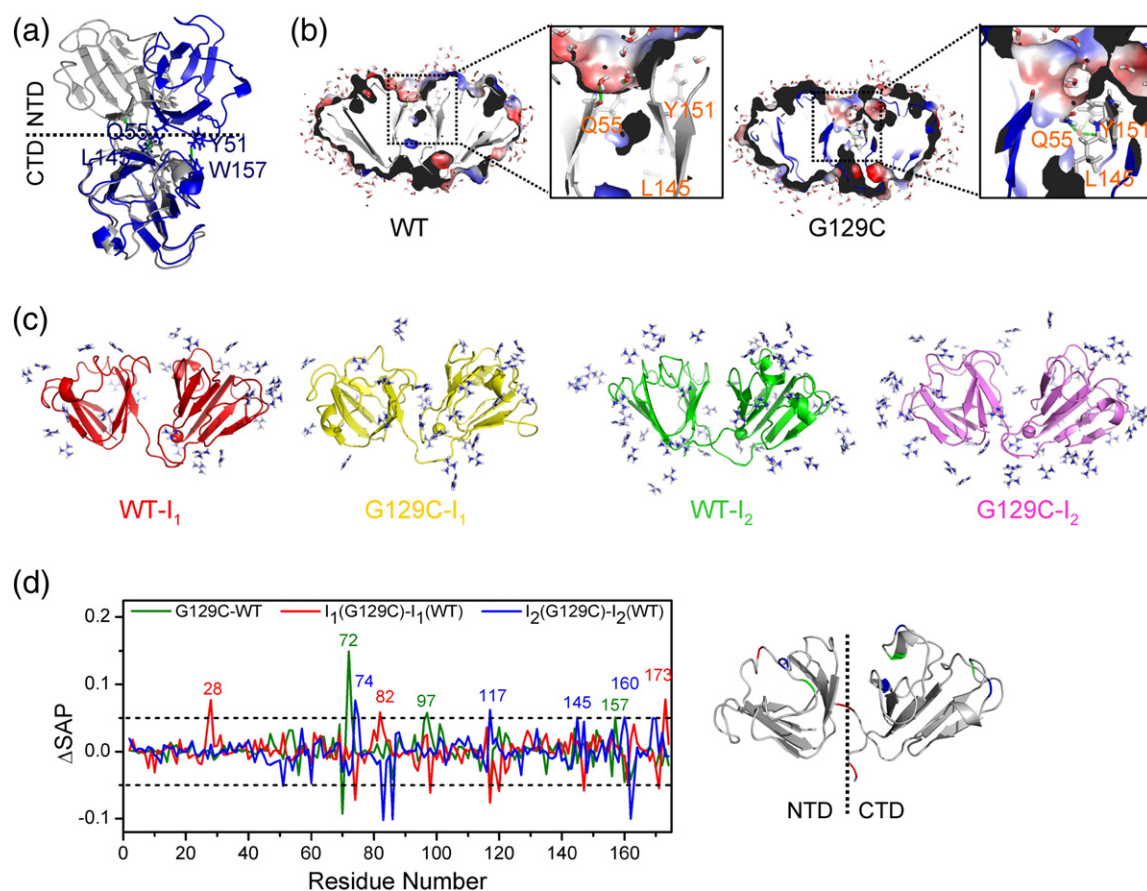 (a)
NTD
CTD
Q55
Y51
L145
W157
(b)
Q55
Y151
L145
WT
Q55
Y151
L145
G129C
(c)
WT-I₁
G129C-I₁
WT-I₂
G129C-I₂
(d)
G129C-WT
I₁(G129C)-I₁(WT)
I₂(G129C)-I₂(WT)
0.2
0.1
0.0
-0.1
ΔSAP
28
72
74
82
97
117
145
160
157
173
0 20 40 60 80 100 120 140 160
Residue Number
NTD CTD